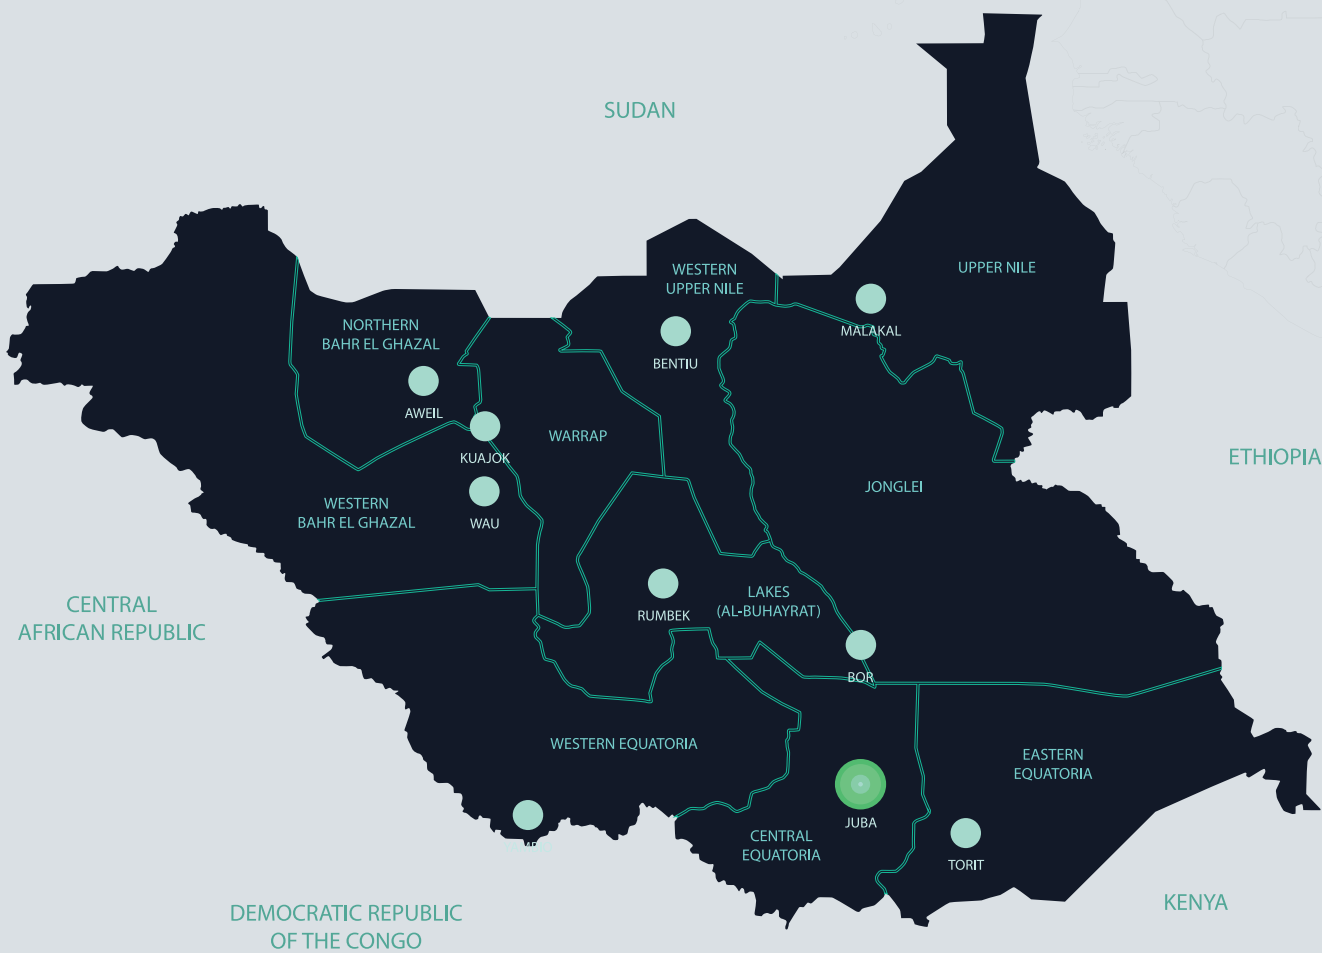 SUDAN
WESTERN
UPPER NILE
UPPER NILE
MALAKAL
NORTHERN
BAHR EL GHAZAL
BENTIU
AWEIL
WARRAP
KUAJOK
ETHIOPIA
JONGLEI
WESTERN
BAHR EL GHAZAL
WAU
LAKES
(AL-BUHAYRAT)
RUMBEK
CENTRAL
AFRICAN REPUBLIC
BOR
WESTERN EQUATORIA
EASTERN
EQUATORIA
JUBA
CENTRAL
EQUATORIA
TORIT
KENYA
DEMOCRATIC REPUBLIC
OF THE CONGO